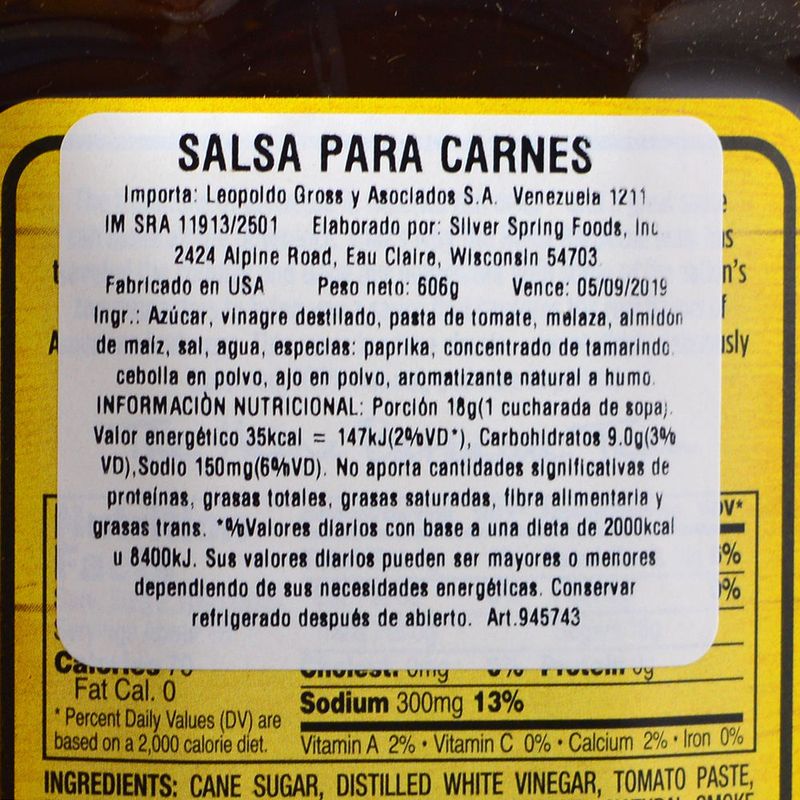 SALSA PARA CARNES
Importa: Leopoldo Gross y Asociados S.A. Venezuela 1211
IM SRA 11913/2501 Elaborado por: Silver Spring Foods, Inc
2424 Alpine Road, Eau Claire, Wisconsin 54703
Fabricado en USA Peso neto: 606g Vence: 05/09/2019
Ingr.: Azúcar, vinagre destilado, pasta de tomate, melaza, almidón
de maíz, sal, agua, especias: paprika, concentrado de tamarindo.
cebolla en polvo, ajo en polvo, aromatizante natural a humo.
INFORMACIÒN NUTRICIONAL: Porción 18g(1 cucharada de sopa).
Valor energético 35kcal = 147kJ(2%VD*), Carbohidratos 9.0g(3%
VD),Sodio 150mg(6%VD). No aporta cantidades significativas de
proteínas, grasas totales, grasas saturadas, fibra alimentaria y
grasas trans. *%Valores diarios con base a una dieta de 2000kcal
u 8400kJ. Sus valores diarios pueden ser mayores o menores
dependiendo de sus necesidades energéticas. Conservar
refrigerado después de abierto. Art.945743
Calories 70
Fat Cal. 0
* Percent Daily Values (DV) are
based on a 2,000 calorie diet.
Cholest. 0mg 0% Protein 0g
Sodium 300mg 13%
Vitamin A 2% • Vitamin C 0% • Calcium 2% • Iron 0%
INGREDIENTS: CANE SUGAR, DISTILLED WHITE VINEGAR, TOMATO PASTE,